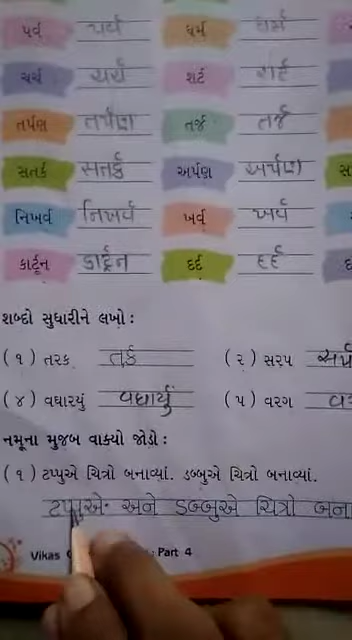 પર્વ પર્વ ધર્મ ધર્મ
ચર્ચ ચર્ચ શર્ટ શર્ટ
તર્પણ તર્પણ તર્જ તર્જ
સતર્ક સતર્ક અર્પણ અર્પણ સ
નિખર્વ નિખર્વ ખર્વ ખર્વ
કાર્ટૂન કાર્ટૂન દર્દ દર્દ
શબ્દો સુધારીને લખો :
(૧) તરક તર્ક (૨) સરપ સર્પ
(૪) વઘારયું વઘાર્યું (૫) વરગ
નમૂના મુજબ વાક્યો જોડો :
(૧) ટપ્પુએ ચિત્રો બનાવ્યાં. ડબ્બુએ ચિત્રો બનાવ્યાં.
અને ડબ્બુએ ચિત્રો બના
Vikas Part 4